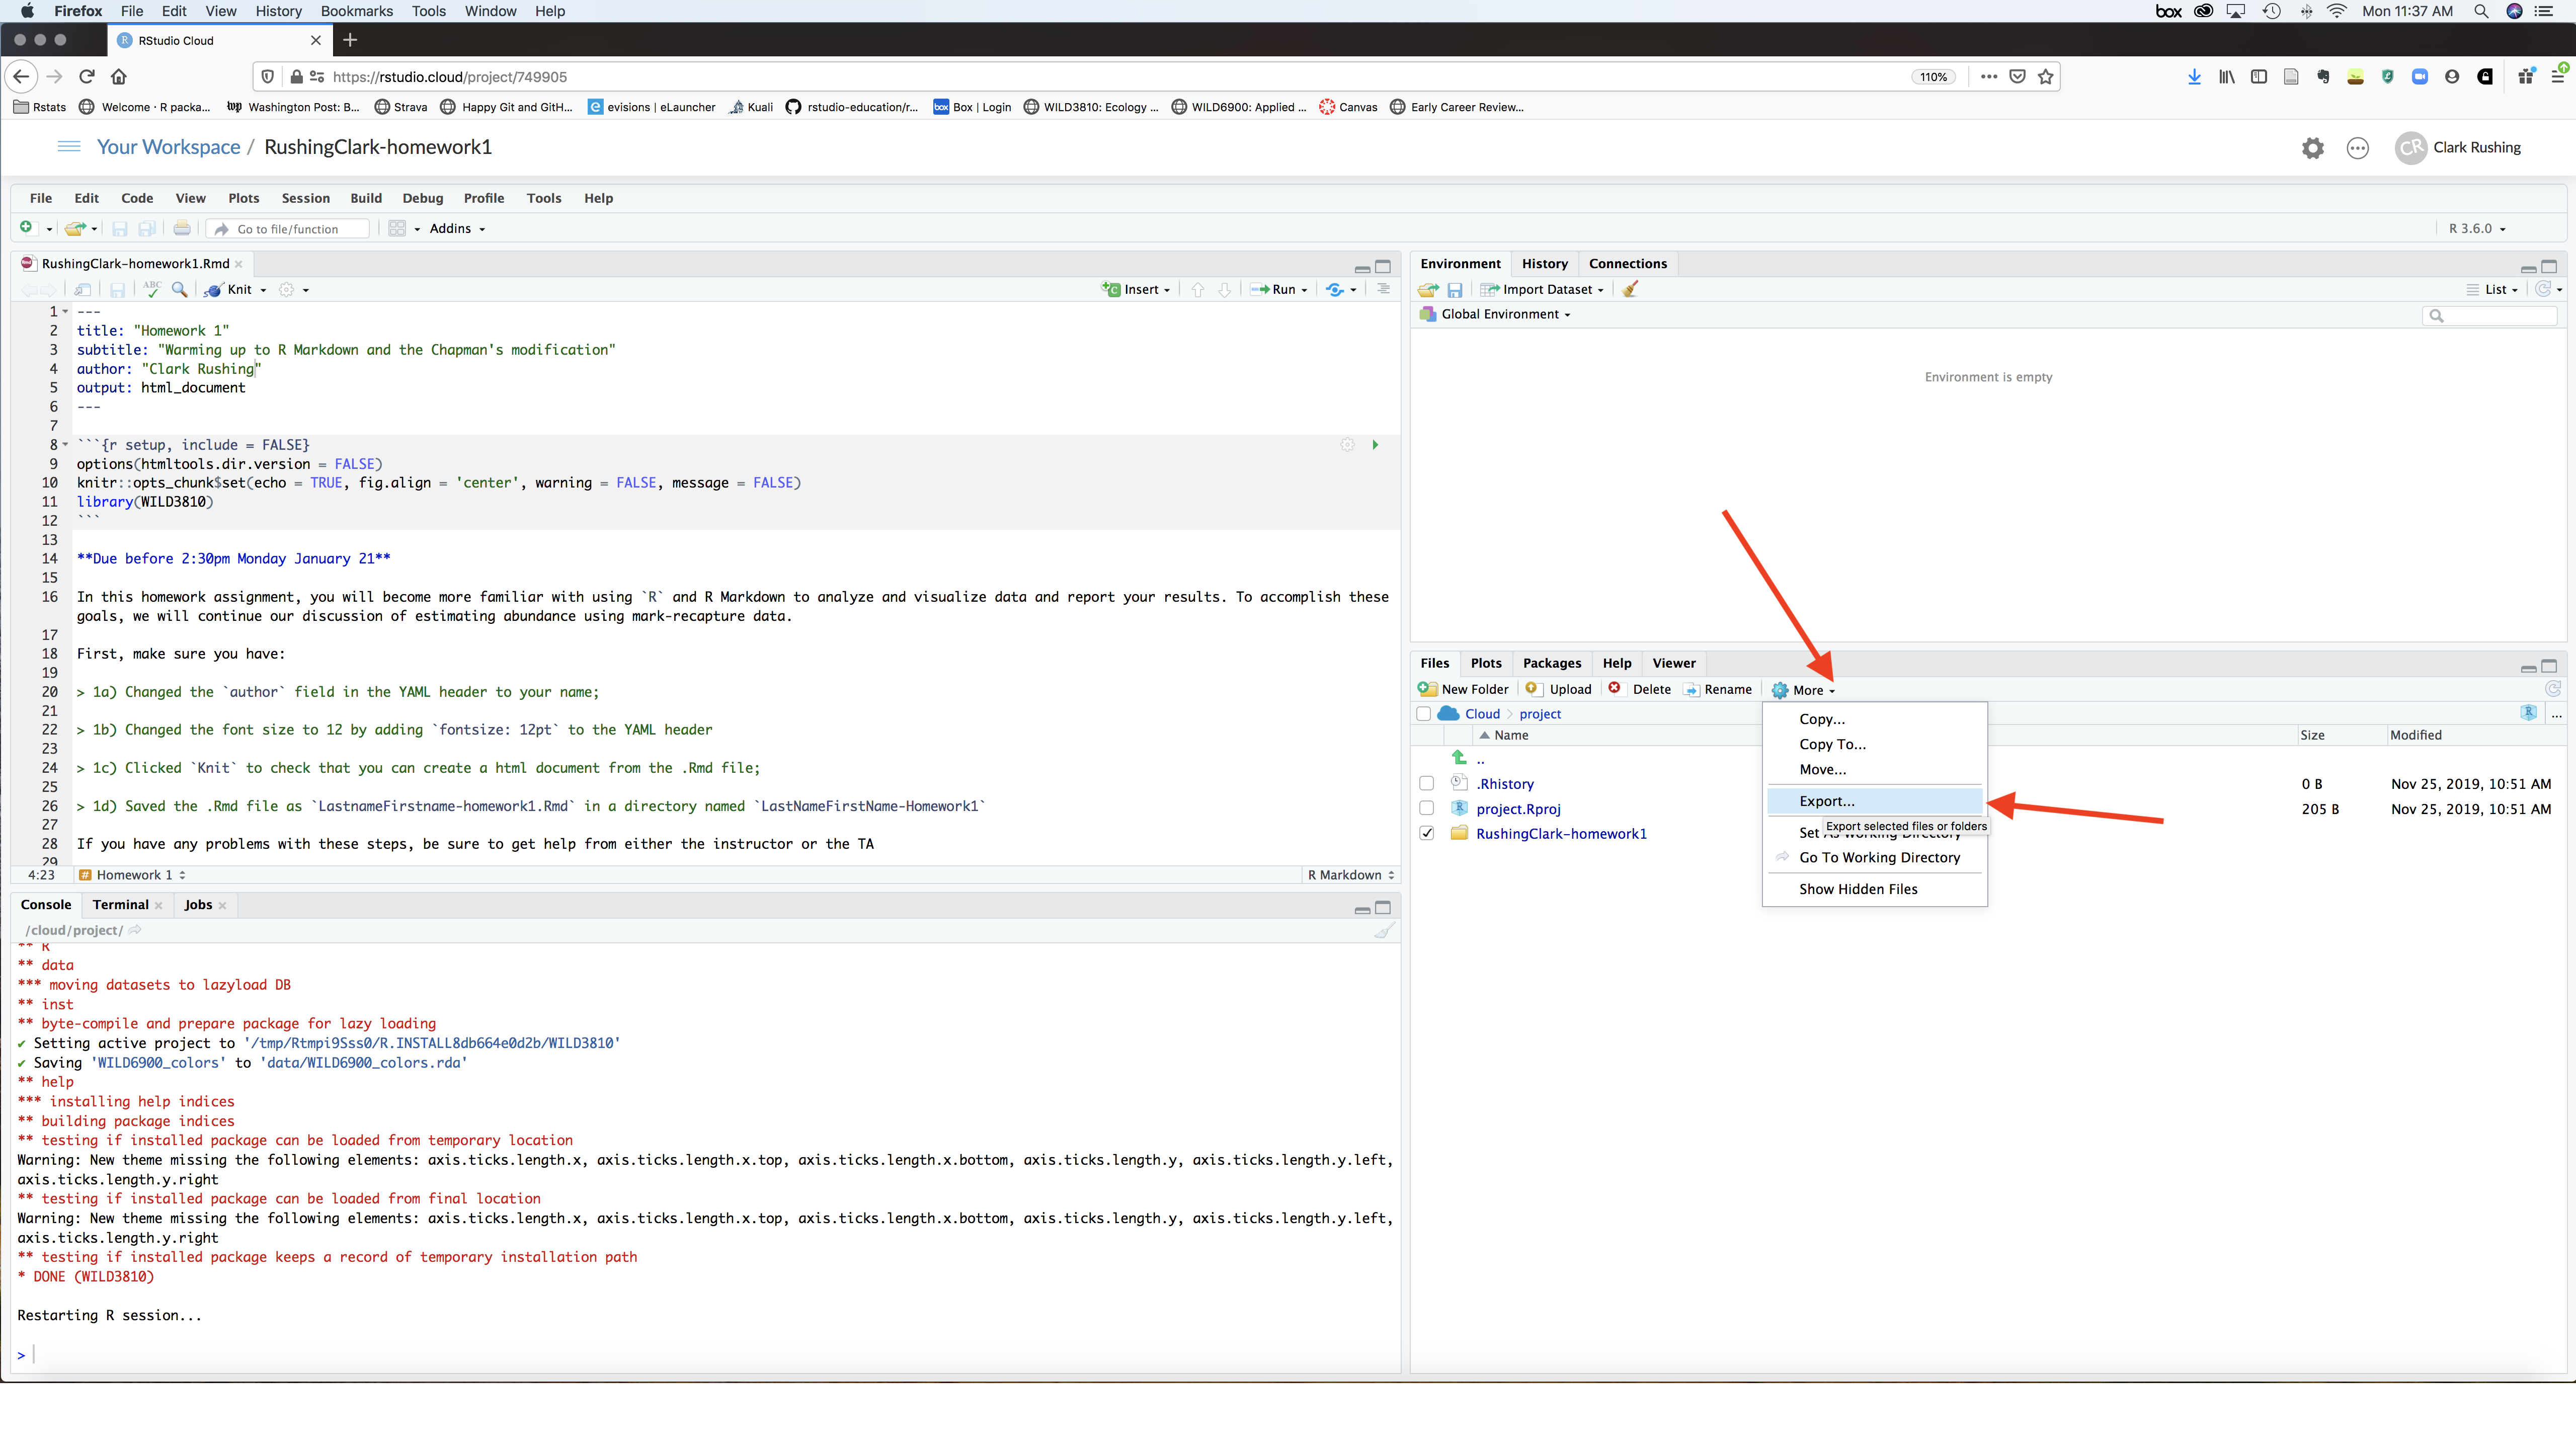 Firefox File Edit View History Bookmarks Tools Window Help
box Mon 11:37 AM
RStudio Cloud
https://rstudio.cloud/project/749905 110%
Rstats Welcome · R packa... wp Washington Post: B... Strava Happy Git and GitH... evisions | eLauncher Kuali rstudio-education/r... box Box | Login WILD3810: Ecology ... WILD6900: Applied ... Canvas Early Career Review...
Your Workspace / RushingClark-homework1
CR Clark Rushing
File Edit Code View Plots Session Build Debug Profile Tools Help
Go to file/function Addins R 3.6.0
RushingClark-homework1.Rmd
ABC Knit Insert Run
1 ---
2 title: "Homework 1"
3 subtitle: "Warming up to R Markdown and the Chapman's modification"
4 author: "Clark Rushing"
5 output: html_document
6 ---
7
8 ```{r setup, include = FALSE}
9 options(htmltools.dir.version = FALSE)
10 knitr::opts_chunk$set(echo = TRUE, fig.align = 'center', warning = FALSE, message = FALSE)
11 library(WILD3810)
12 ```
13
14 **Due before 2:30pm Monday January 21**
15
16 In this homework assignment, you will become more familiar with using `R` and R Markdown to analyze and visualize data and report your results. To accomplish these
goals, we will continue our discussion of estimating abundance using mark-recapture data.
17
18 First, make sure you have:
19
20 > 1a) Changed the `author` field in the YAML header to your name;
21
22 > 1b) Changed the font size to 12 by adding `fontsize: 12pt` to the YAML header
23
24 > 1c) Clicked `Knit` to check that you can create a html document from the .Rmd file;
25
26 > 1d) Saved the .Rmd file as `LastnameFirstname-homework1.Rmd` in a directory named `LastNameFirstName-Homework1`
27
28 If you have any problems with these steps, be sure to get help from either the instructor or the TA
29
4:23 # Homework 1 R Markdown
Console Terminal Jobs
/cloud/project/
** R
** data
*** moving datasets to lazyload DB
** inst
** byte-compile and prepare package for lazy loading
✔ Setting active project to '/tmp/Rtmpi9Sss0/R.INSTALL8db664e0d2b/WILD3810'
✔ Saving 'WILD6900_colors' to 'data/WILD6900_colors.rda'
** help
*** installing help indices
** building package indices
** testing if installed package can be loaded from temporary location
Warning: New theme missing the following elements: axis.ticks.length.x, axis.ticks.length.x.top, axis.ticks.length.x.bottom, axis.ticks.length.y, axis.ticks.length.y.left,
axis.ticks.length.y.right
** testing if installed package can be loaded from final location
Warning: New theme missing the following elements: axis.ticks.length.x, axis.ticks.length.x.top, axis.ticks.length.x.bottom, axis.ticks.length.y, axis.ticks.length.y.left,
axis.ticks.length.y.right
** testing if installed package keeps a record of temporary installation path
* DONE (WILD3810)
Restarting R session...
>
Environment History Connections
Import Dataset List
Global Environment
Environment is empty
Files Plots Packages Help Viewer
New Folder Upload Delete Rename More
Cloud > project ...
Name Size Modified
..
.Rhistory 0 B Nov 25, 2019, 10:51 AM
project.Rproj 205 B Nov 25, 2019, 10:51 AM
RushingClark-homework1
Copy...
Copy To...
Move...
Export...
Export selected files or folders
Set As Working Directory
Go To Working Directory
Show Hidden Files